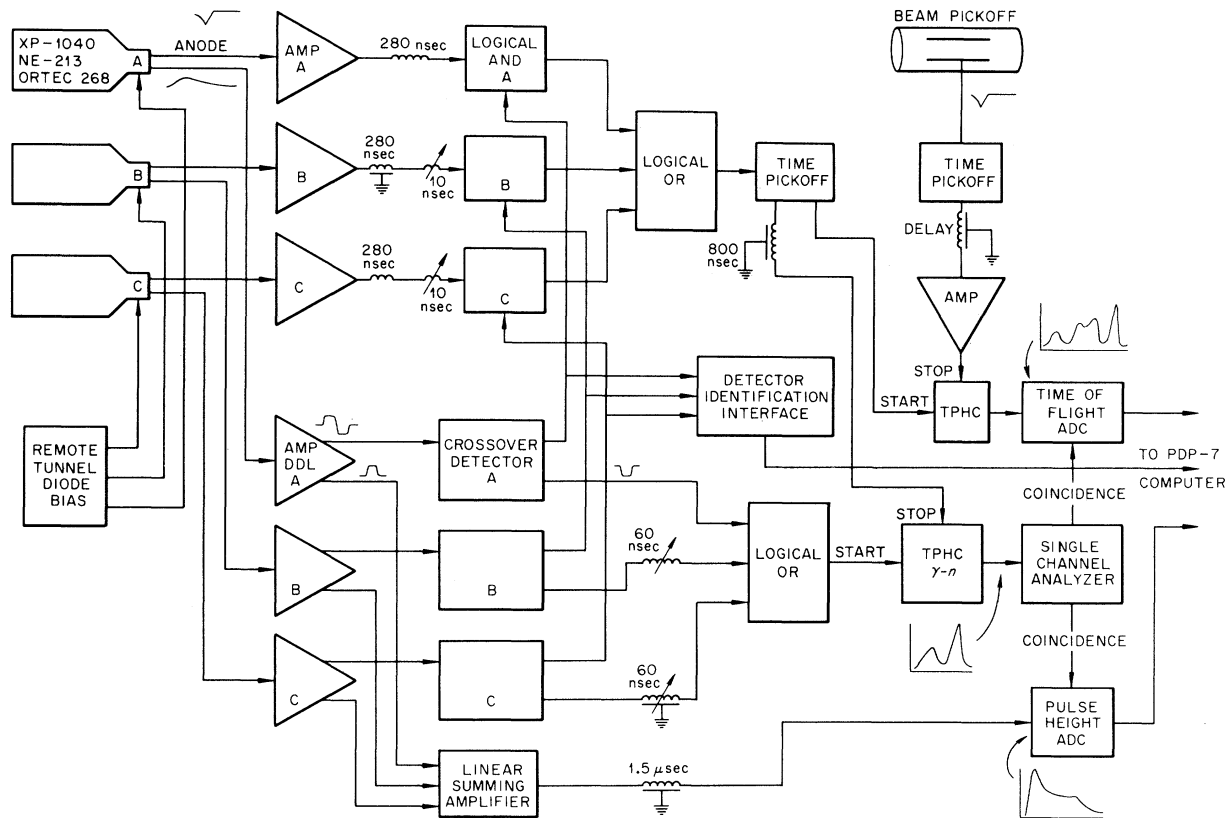 XP-1040
NE-213
ORTEC 268
A
ANODE
AMP
A
280 nsec
LOGICAL
AND
A
BEAM PICKOFF
B
B
280
nsec
10
nsec
B
LOGICAL
OR
TIME
PICKOFF
TIME
PICKOFF
DELAY
800
nsec
C
C
280
nsec
10
nsec
C
AMP
STOP
START
TPHC
TIME OF
FLIGHT
ADC
DETECTOR
IDENTIFICATION
INTERFACE
REMOTE
TUNNEL
DIODE
BIAS
AMP
DDL
A
CROSSOVER
DETECTOR
A
TO PDP-7
COMPUTER
COINCIDENCE
STOP
B
B
60
nsec
LOGICAL
OR
START
TPHC
γ-n
SINGLE
CHANNEL
ANALYZER
COINCIDENCE
C
C
60
nsec
PULSE
HEIGHT
ADC
LINEAR
SUMMING
AMPLIFIER
1.5 μsec